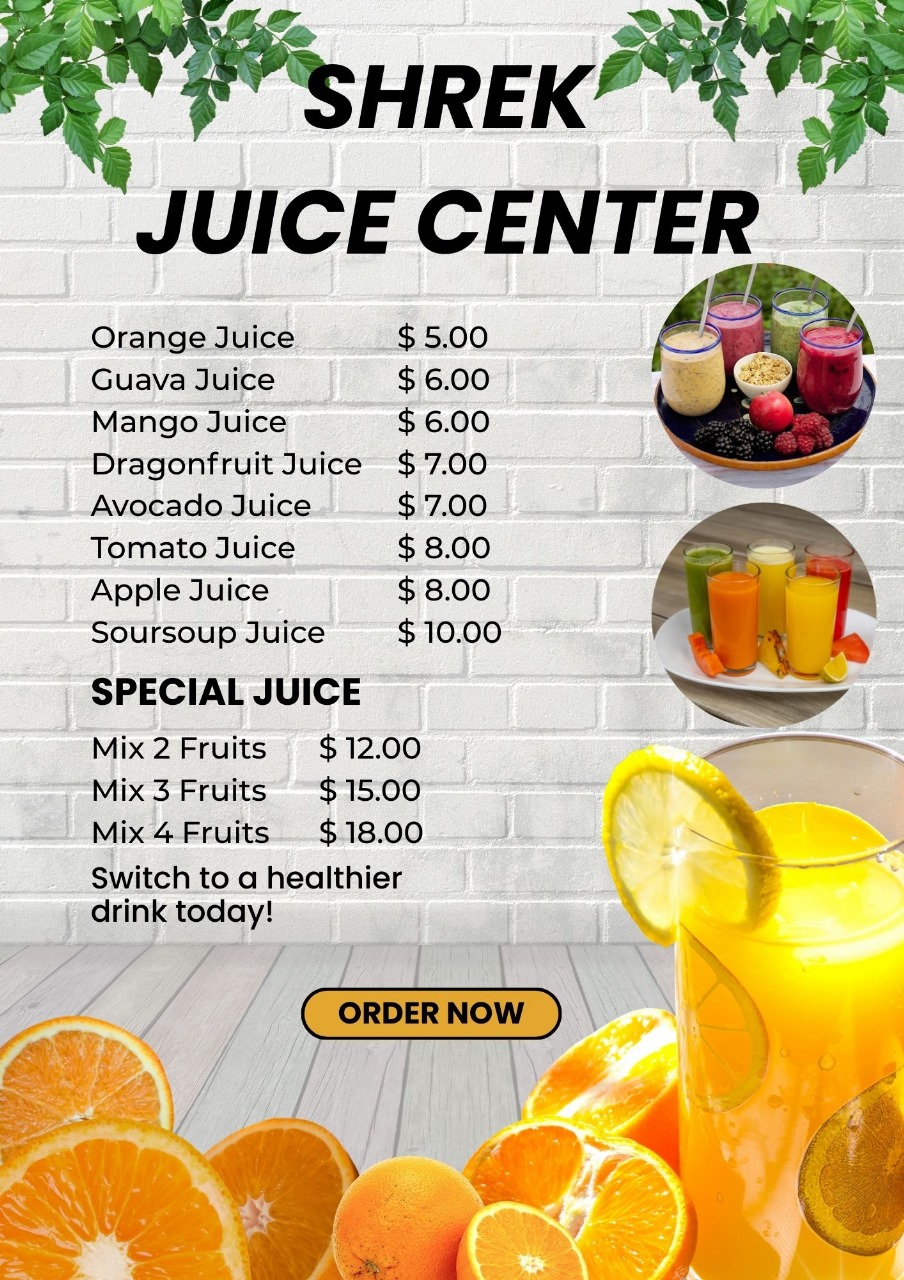 SHREK
JUICE CENTER
Orange Juice $ 5.00
Guava Juice $ 6.00
Mango Juice $ 6.00
Dragonfruit Juice $ 7.00
Avocado Juice $ 7.00
Tomato Juice $ 8.00
Apple Juice $ 8.00
Soursoup Juice $ 10.00
SPECIAL JUICE
Mix 2 Fruits $ 12.00
Mix 3 Fruits $ 15.00
Mix 4 Fruits $ 18.00
Switch to a healthier
drink today!
ORDER NOW